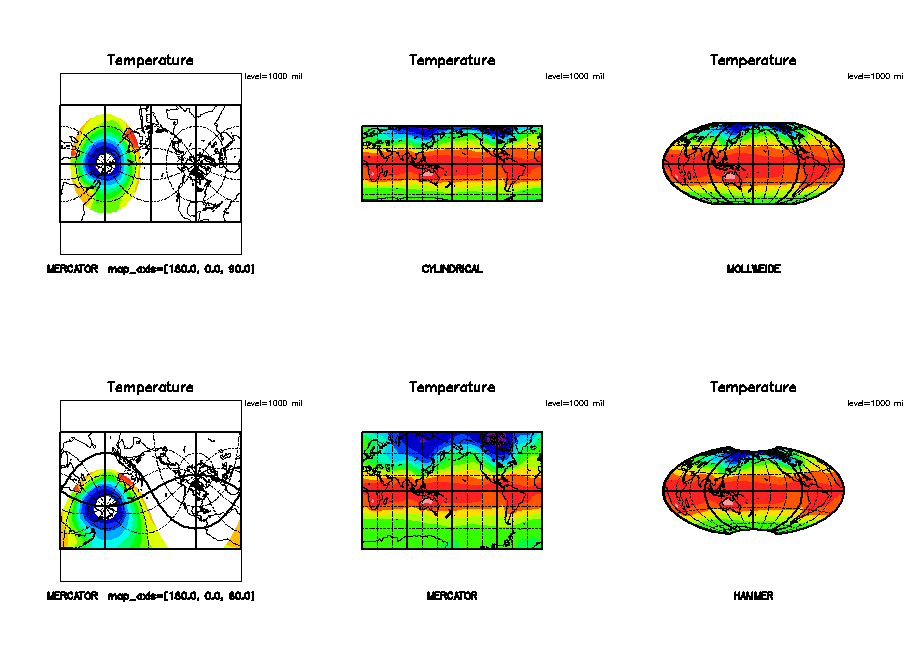 Temperature Temperature Temperature
level=1000 mil level=1000 mil level=1000 mi
MERCATOR map_axis=[180.0, 0.0, 90.0] CYLINDRICAL MOLLWEIDE
Temperature Temperature Temperature
level=1000 mil level=1000 mil level=1000 mi
MERCATOR map_axis=[180.0, 0.0, 60.0] MERCATOR HAMMER